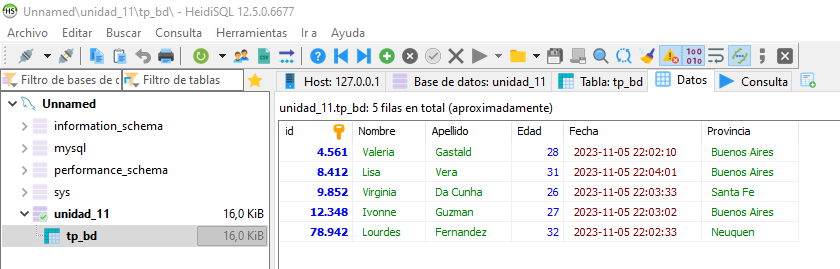 Unnamed\unidad_11\tp_bd\ - HeidiSQL 12.5.0.6677
Archivo Editar Buscar Consulta Herramientas Ir a Ayuda
Filtro de bases de d Filtro de tablas
Host: 127.0.0.1 Base de datos: unidad_11 Tabla: tp_bd Datos Consulta
Unnamed
information_schema
mysql
performance_schema
sys
unidad_11 16,0 KiB
tp_bd 16,0 KiB
unidad_11.tp_bd: 5 filas en total (aproximadamente)
id Nombre Apellido Edad Fecha Provincia
4.561 Valeria Gastald 28 2023-11-05 22:02:10 Buenos Aires
8.412 Lisa Vera 31 2023-11-05 22:04:01 Buenos Aires
9.852 Virginia Da Cunha 26 2023-11-05 22:03:33 Santa Fe
12.348 Ivonne Guzman 27 2023-11-05 22:03:02 Buenos Aires
78.942 Lourdes Fernandez 32 2023-11-05 22:02:33 Neuquen